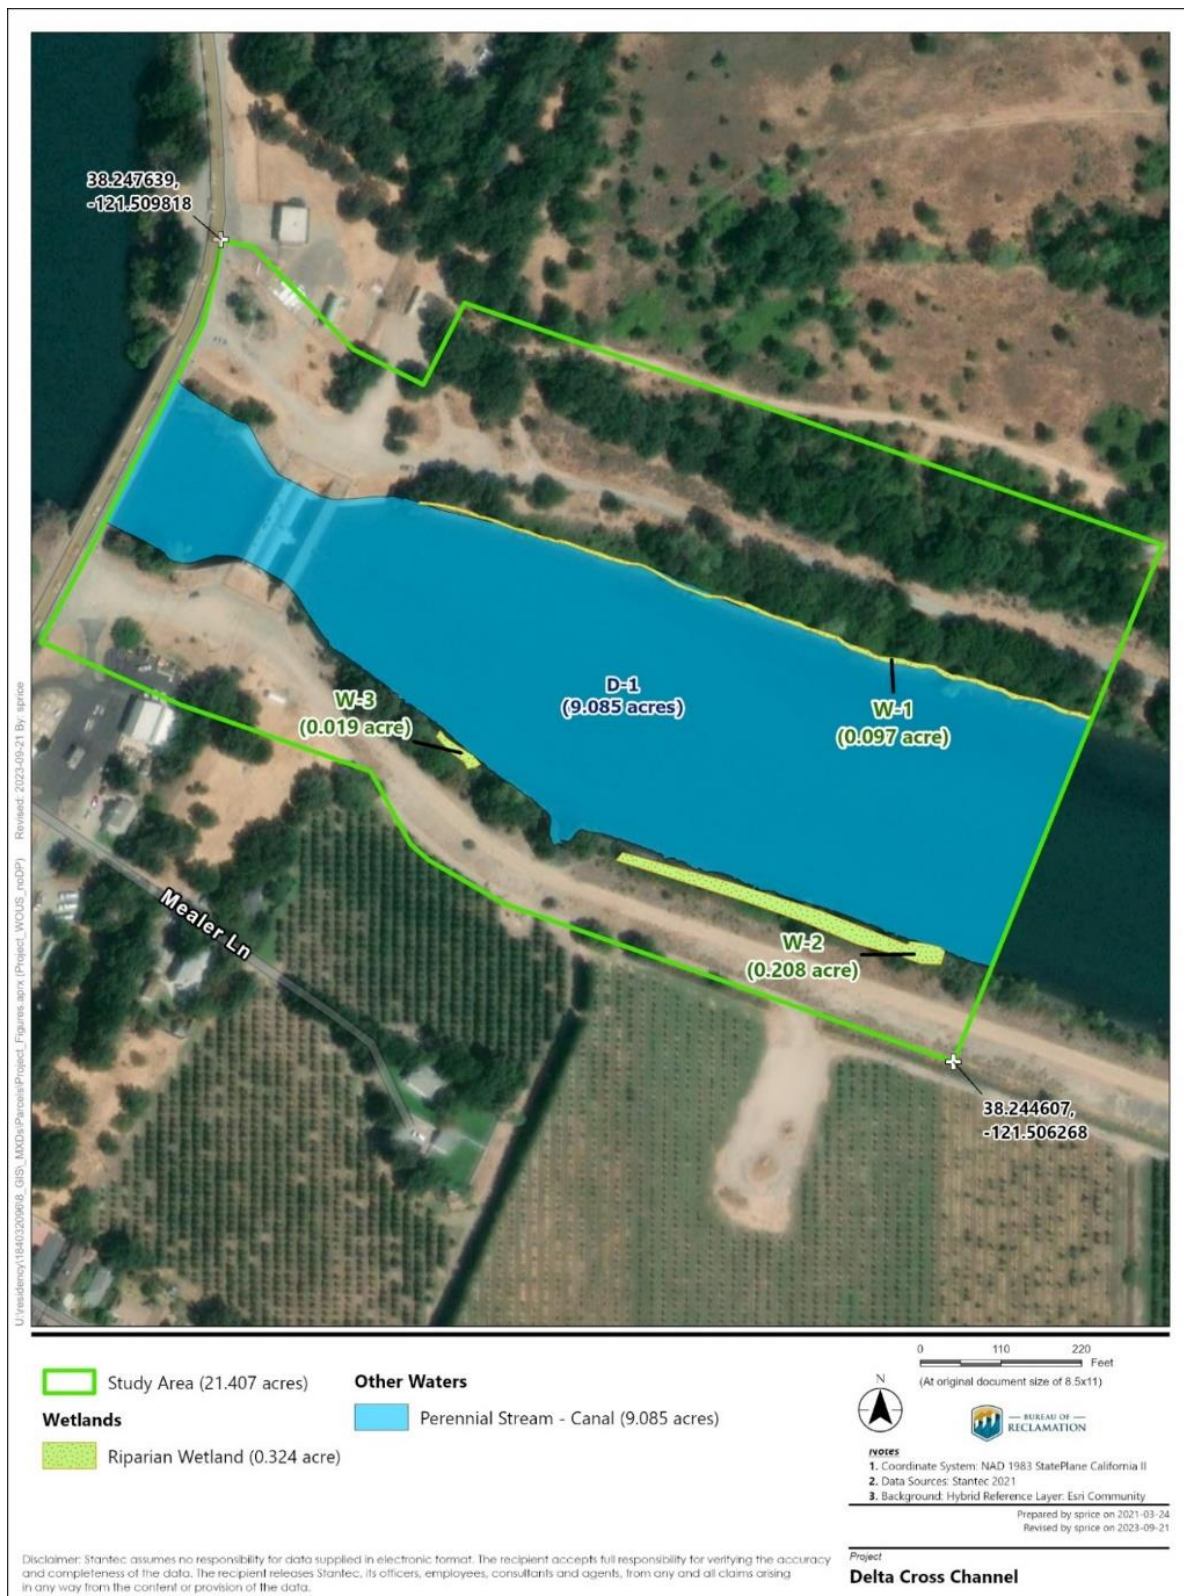 38.247639,
-121.509818
W-3
(0.019 acre)
D-1
(9.085 acres)
W-1
(0.097 acre)
W-2
(0.208 acre)
Mealer Ln
38.244607,
-121.506268
Revised: 2023-09-21 By: sprice
Study Area (21.407 acres)
Wetlands
Riparian Wetland (0.324 acre)
Other Waters
Perennial Stream - Canal (9.085 acres)
0 110 220
Feet
(At original document size of 8.5x11)
N
BUREAU OF
RECLAMATION
Notes
1. Coordinate System: NAD 1983 StatePlane California II
2. Data Sources: Stantec 2021
3. Background: Hybrid Reference Layer: Esri Community
Prepared by sprice on 2021-03-24
Revised by sprice on 2023-09-21
Disclaimer: Stantec assumes no responsibility for data supplied in electronic format. The recipient accepts full responsibility for verifying the accuracy
and completeness of the data. The recipient releases Stantec, its officers, employees, consultants and agents, from any and all claims arising
in any way from the content or provision of the data.
Project
Delta Cross Channel